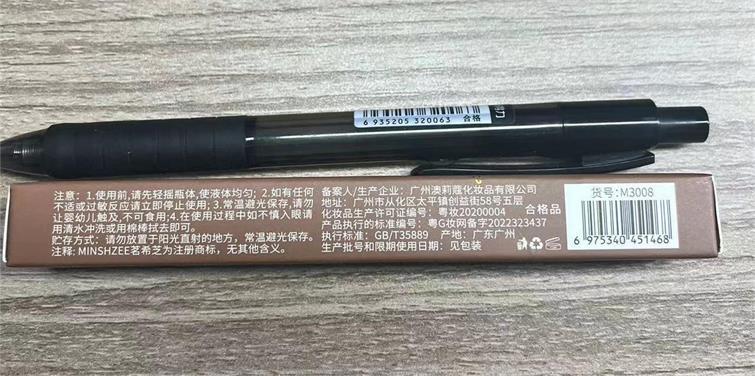 得力
6 935205 320063
合格
注意: 1.使用前,请先轻摇瓶体,使液体均匀; 2.如有任何
不适或过敏反应请立即停止使用; 3.常温避光保存,请勿
让婴幼儿触及,不可食用;4.在使用过程中如不慎入眼请
用清水冲洗或用棉棒拭去即可。
贮存方式: 请勿放置于阳光直射的地方, 常温避光保存。
注释: MINSHZEE茗希芝为注册商标, 无其他含义。
备案人/生产企业: 广州澳莉蔻化妆品有限公司
广州市从化区太平镇创益街58号五层
化妆品生产许可证编号: 粤妆20200004 合格品
产品执行的标准编号: 粤G妆网备字2022323437
执行标准: GB/T35889 产地: 广东广州
生产批号和限期使用日期: 见包装
货号: M3008
6 975340 451468